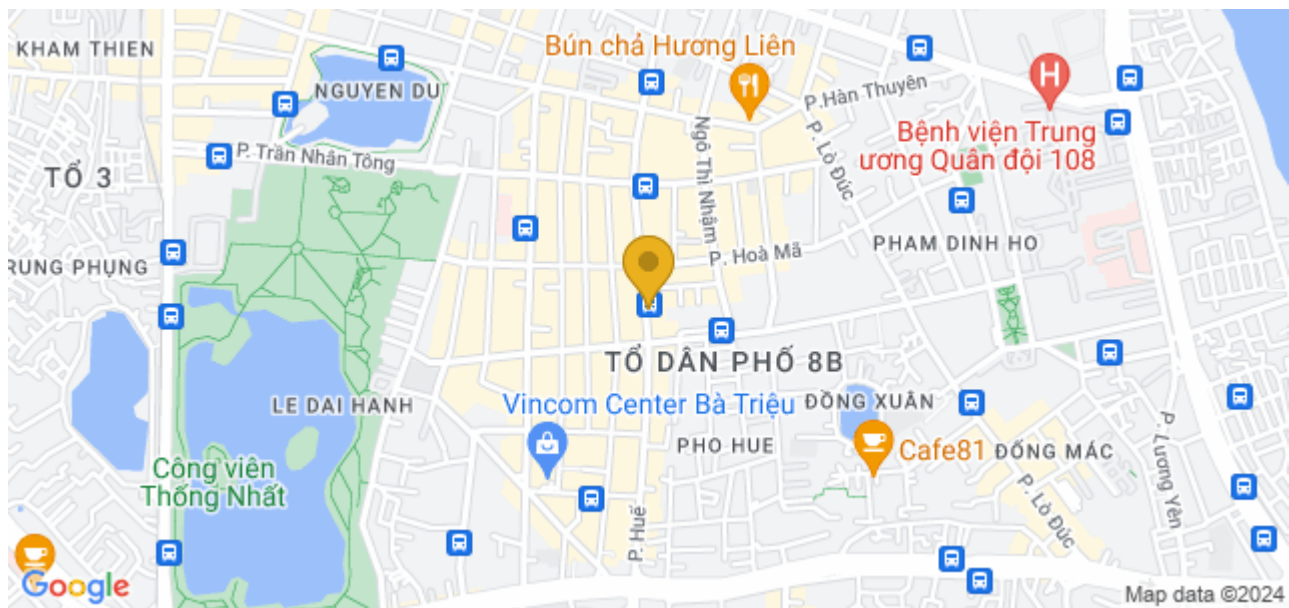 KHAM THIEN
Bún chả Hương Liên
H
NGUYEN DU
P.Hàn Thuyên
Bệnh viện Trung
ương Quân đội 108
P. Trần Nhân Tông
P. Lò Đúc
Ngô Thì Nhậm
TỔ 3
PHAM DINH HO
P. Hoà Mã
RUNG PHỤNG
TỔ DÂN PHỐ 8B
LE DAI HANH
Vincom Center Bà Triệu
ĐỒNG XUÂN
PHO HUE
Cafe81
ĐỐNG MÁC
P. Lương Yên
Công viên
Thống Nhất
P. Lò Đúc
P. Huế
Google
Map data ©2024